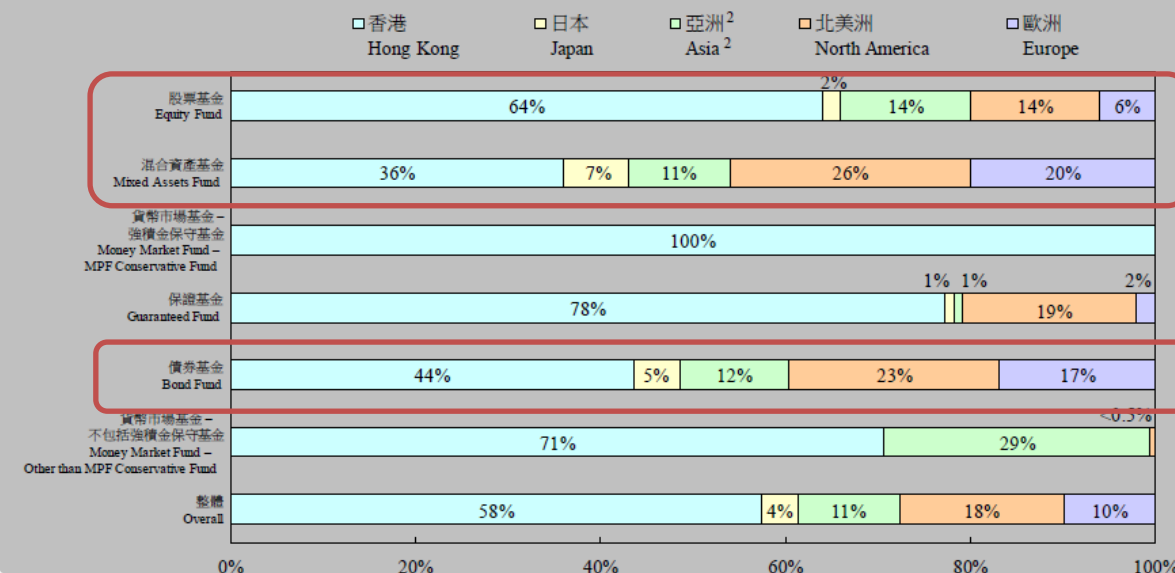 香港 日本 亞洲2 北美洲 歐洲
Hong Kong Japan Asia 2 North America Europe
2%
股票基金
Equity Fund
64% 14% 14% 6%
混合資產基金
Mixed Assets Fund
36% 7% 11% 26% 20%
貨幣市場基金 –
強積金保守基金
Money Market Fund –
MPF Conservative Fund
100%
1% 1% 2%
保證基金
Guaranteed Fund
78% 19%
債券基金
Bond Fund
44% 5% 12% 23% 17%
<0.5%
貨幣市場基金 –
不包括強積金保守基金
Money Market Fund –
Other than MPF Conservative Fund
71% 29%
整體
Overall
58% 4% 11% 18% 10%
0% 20% 40% 60% 80% 100%